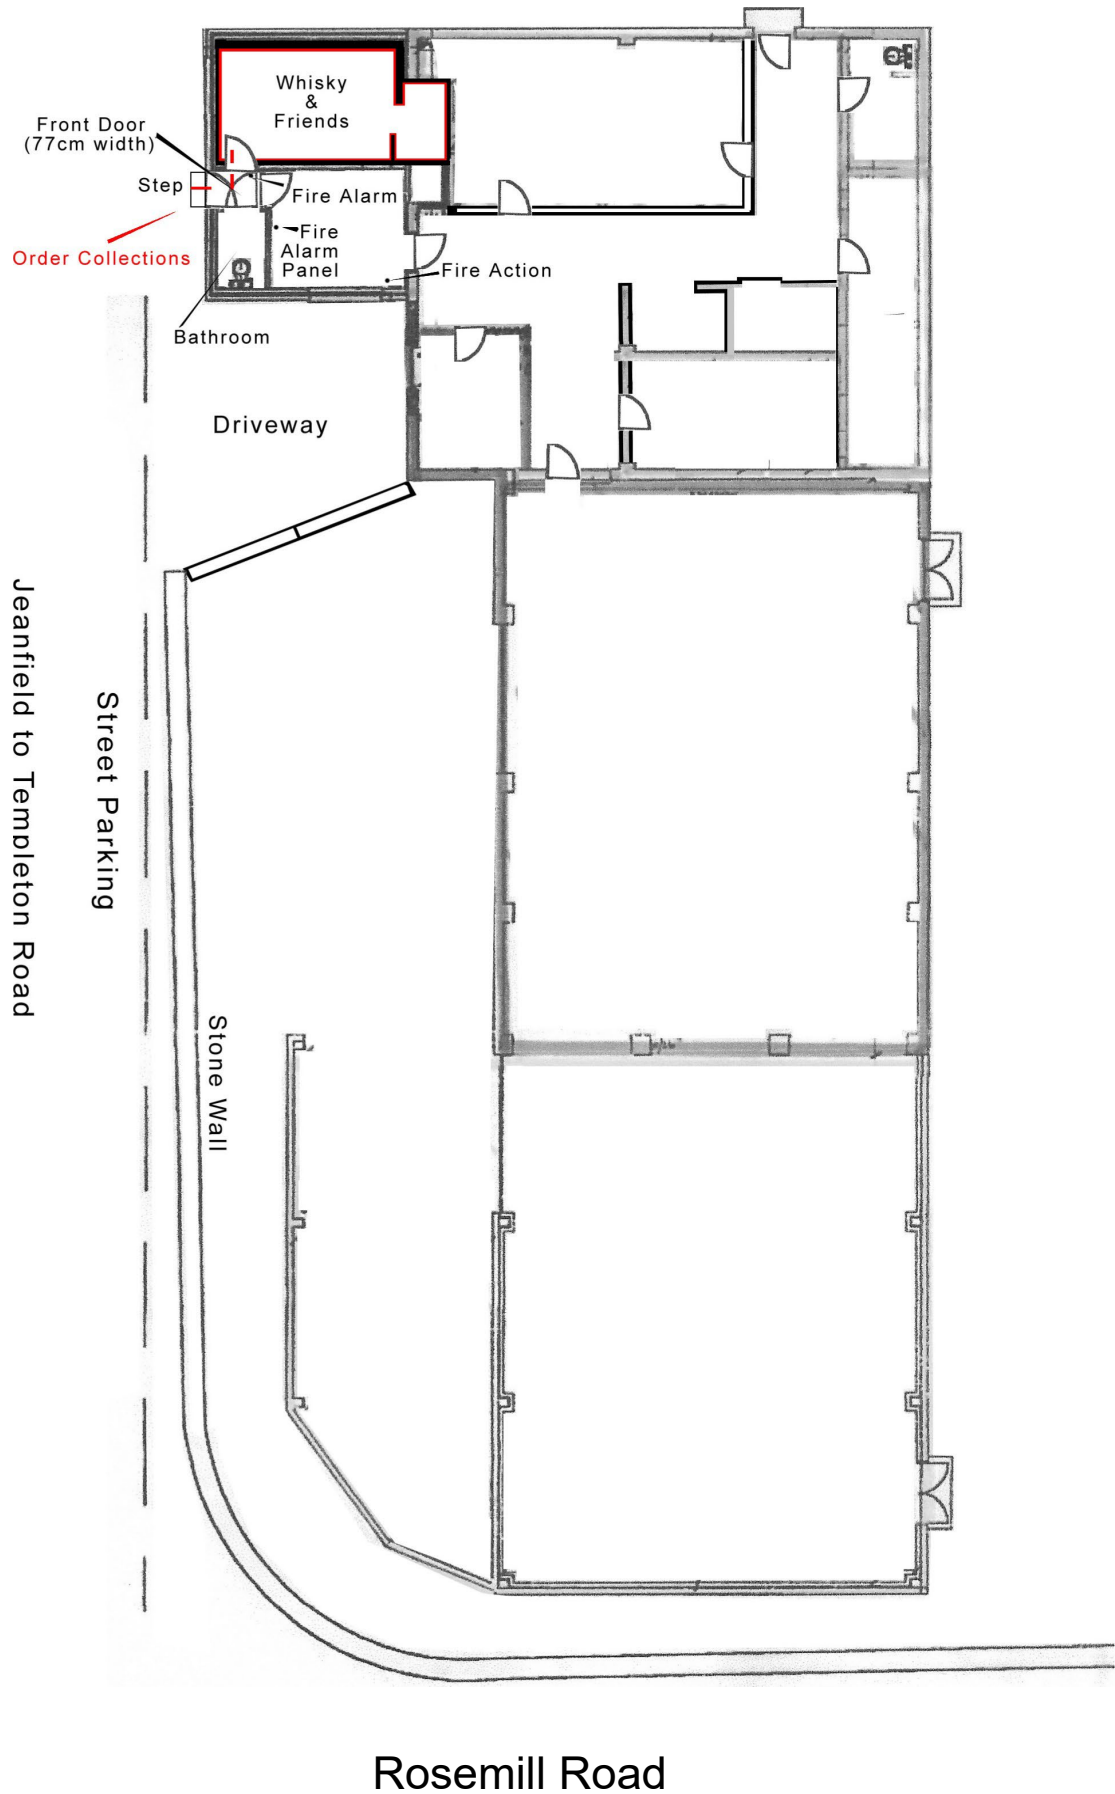 Whisky
&
Friends
Front Door
(77cm width)
Step
Fire Alarm
Order Collections
Fire
Alarm
Panel
Fire Action
Bathroom
Driveway
Jeanfield to Templeton Road
Street Parking
Stone Wall
Rosemill Road